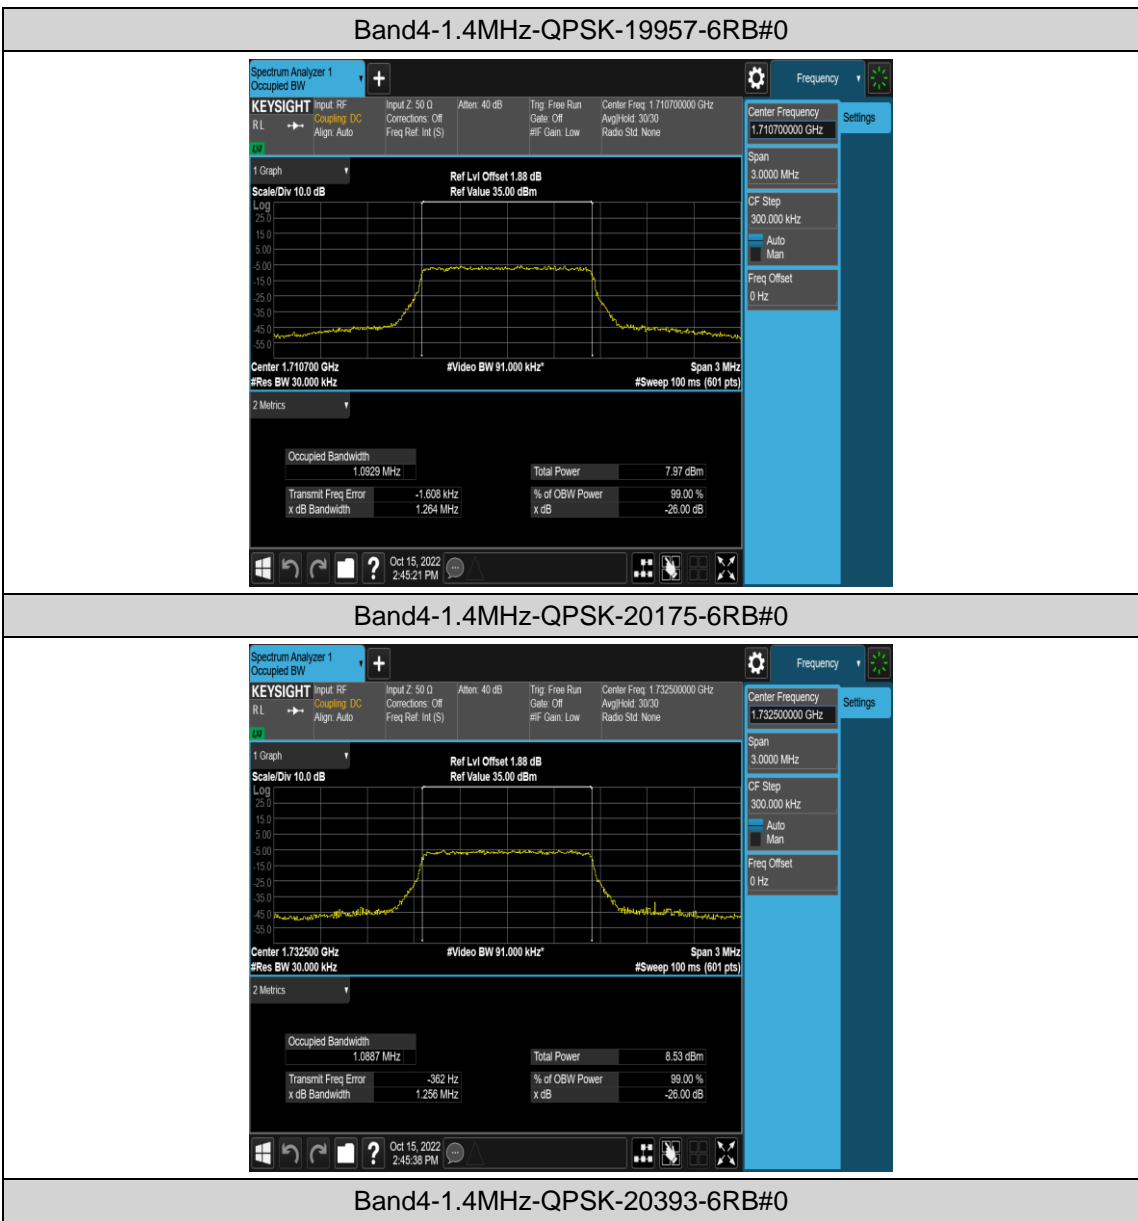 Band4-1.4MHz-QPSK-19957-6RB#0
Spectrum Analyzer 1
Occupied BW
+
Frequency
KEYSIGHT
RL
LXI
Input: RF
Coupling: DC
Align: Auto
Input Z: 50 Ω
Corrections: Off
Freq Ref: Int (S)
Atten: 40 dB
Trig: Free Run
Gate: Off
#IF Gain: Low
Center Freq: 1.710700000 GHz
Avg|Hold: 30/30
Radio Std: None
Center Frequency
1.710700000 GHz
Settings
Span
3.0000 MHz
CF Step
300.000 kHz
Auto
Man
Freq Offset
0 Hz
1 Graph
Scale/Div 10.0 dB
Ref Lvl Offset 1.88 dB
Ref Value 35.00 dBm
Log
25.0
15.0
5.00
-5.00
-15.0
-25.0
-35.0
-45.0
-55.0
Center 1.710700 GHz
#Video BW 91.000 kHz*
Span 3 MHz
#Res BW 30.000 kHz
#Sweep 100 ms (601 pts)
2 Metrics
Occupied Bandwidth
1.0929 MHz
Total Power 7.97 dBm
Transmit Freq Error -1.608 kHz
% of OBW Power 99.00 %
x dB Bandwidth 1.264 MHz
x dB -26.00 dB
?
Oct 15, 2022
2:45:21 PM
Band4-1.4MHz-QPSK-20175-6RB#0
Spectrum Analyzer 1
Occupied BW
+
Frequency
KEYSIGHT
RL
LXI
Input: RF
Coupling: DC
Align: Auto
Input Z: 50 Ω
Corrections: Off
Freq Ref: Int (S)
Atten: 40 dB
Trig: Free Run
Gate: Off
#IF Gain: Low
Center Freq: 1.732500000 GHz
Avg|Hold: 30/30
Radio Std: None
Center Frequency
1.732500000 GHz
Settings
Span
3.0000 MHz
CF Step
300.000 kHz
Auto
Man
Freq Offset
0 Hz
1 Graph
Scale/Div 10.0 dB
Ref Lvl Offset 1.88 dB
Ref Value 35.00 dBm
Log
25.0
15.0
5.00
-5.00
-15.0
-25.0
-35.0
-45.0
-55.0
Center 1.732500 GHz
#Video BW 91.000 kHz*
Span 3 MHz
#Res BW 30.000 kHz
#Sweep 100 ms (601 pts)
2 Metrics
Occupied Bandwidth
1.0887 MHz
Total Power 8.53 dBm
Transmit Freq Error -362 Hz
% of OBW Power 99.00 %
x dB Bandwidth 1.256 MHz
x dB -26.00 dB
?
Oct 15, 2022
2:45:38 PM
Band4-1.4MHz-QPSK-20393-6RB#0